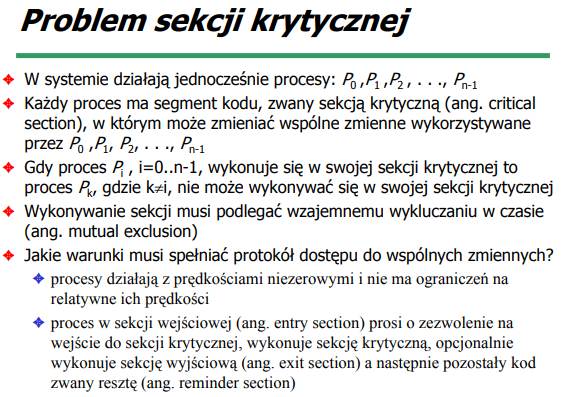 Problem sekcji krytycznej
W systemie działają jednocześnie procesy: P0 ,P1 ,P2 , . . ., Pn-1
Każdy proces ma segment kodu, zwany sekcją krytyczną (ang. critical
section), w którym może zmieniać wspólne zmienne wykorzystywane
przez P0 ,P1, P2, . . ., Pn-1
Gdy proces Pi , i=0..n-1, wykonuje się w swojej sekcji krytycznej to
proces Pk, gdzie k≠i, nie może wykonywać się w swojej sekcji krytycznej
Wykonywanie sekcji musi podlegać wzajemnemu wykluczaniu w czasie
(ang. mutual exclusion)
Jakie warunki musi spełniać protokół dostępu do wspólnych zmiennych?
procesy działają z prędkościami niezerowymi i nie ma ograniczeń na
relatywne ich prędkości
proces w sekcji wejściowej (ang. entry section) prosi o zezwolenie na
wejście do sekcji krytycznej, wykonuje sekcję krytyczną, opcjonalnie
wykonuje sekcję wyjściową (ang. exit section) a następnie pozostały kod
zwany resztę (ang. reminder section)